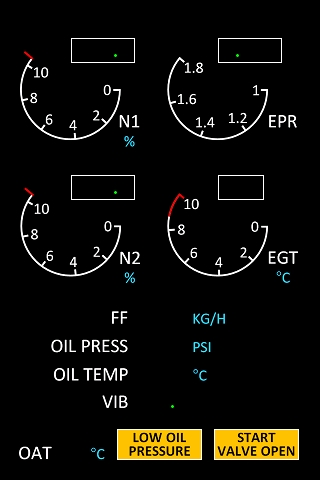 10 0
8 2
6 4
N1
%
1.8 1
1.6
1.4 1.2
EPR
10 0
8 2
6 4
N2
%
10 0
8 2
6 4
EGT
°C
FF KG/H
OIL PRESS PSI
OIL TEMP °C
VIB
OAT °C
LOW OIL
PRESSURE
START
VALVE OPEN